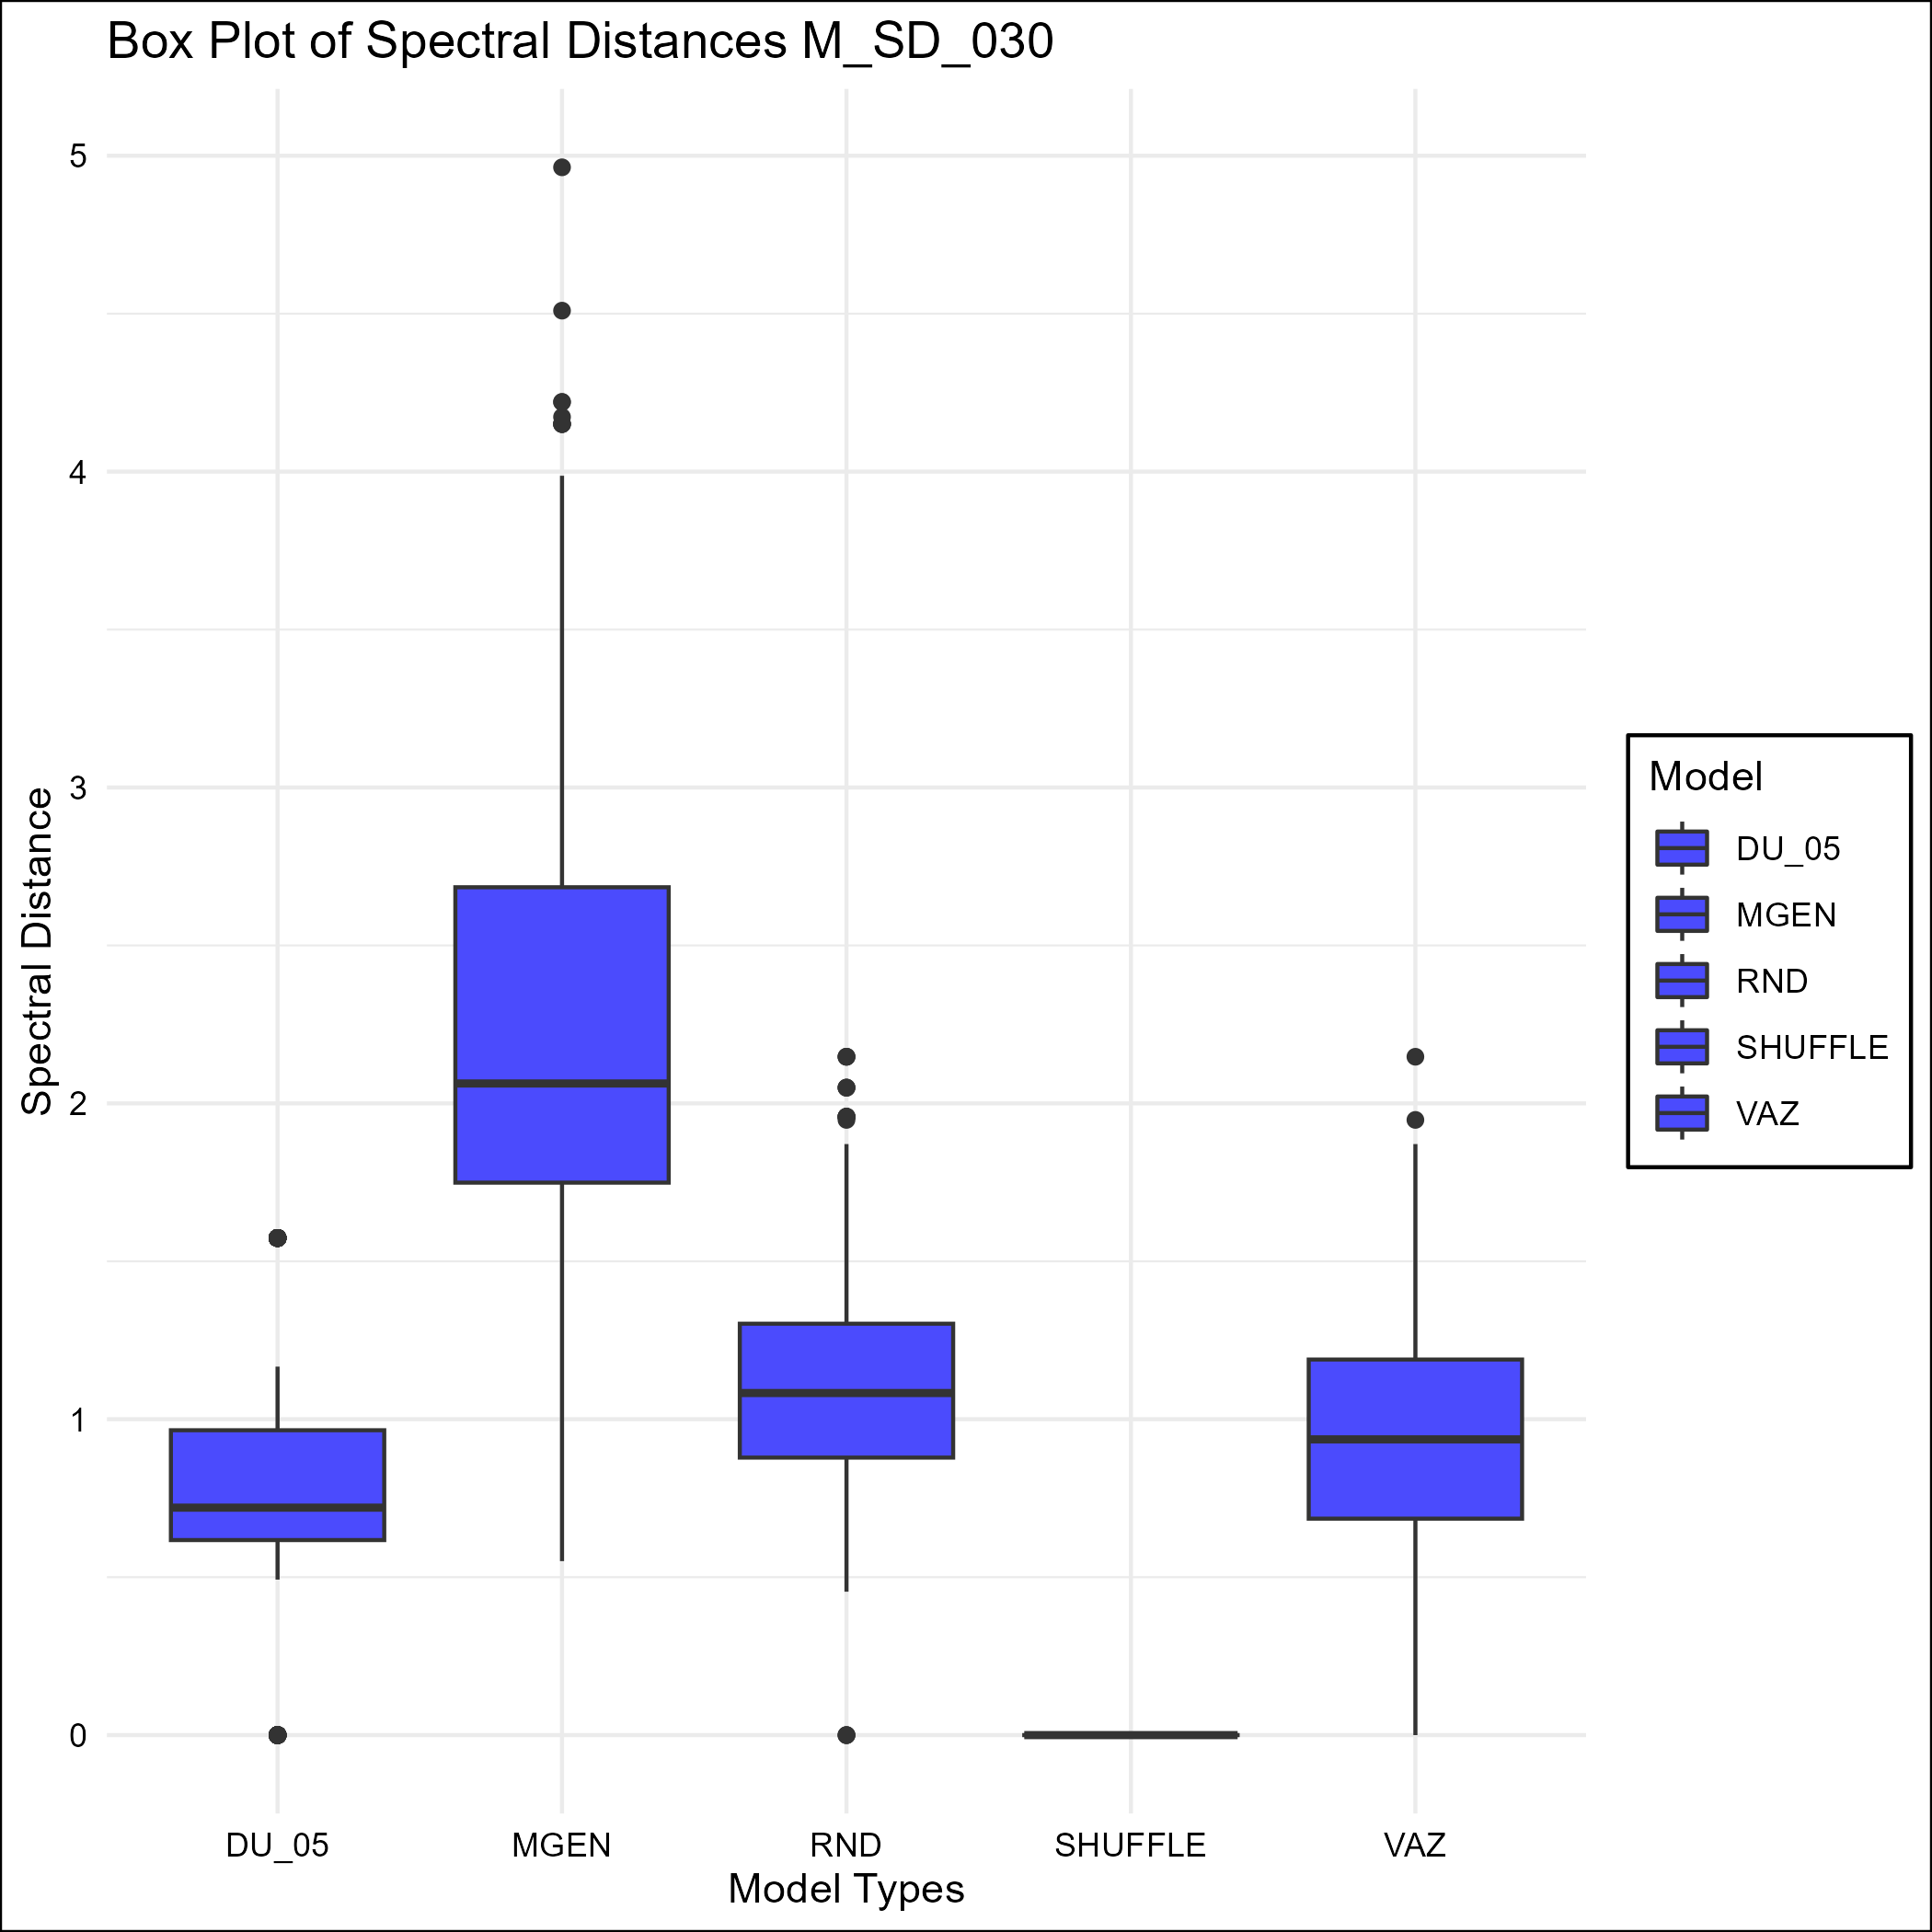 Box Plot of Spectral Distances M_SD_030
Spectral Distance
5
4
3
2
1
0
DU_05
MGEN
RND
SHUFFLE
VAZ
Model Types
Model
DU_05
MGEN
RND
SHUFFLE
VAZ